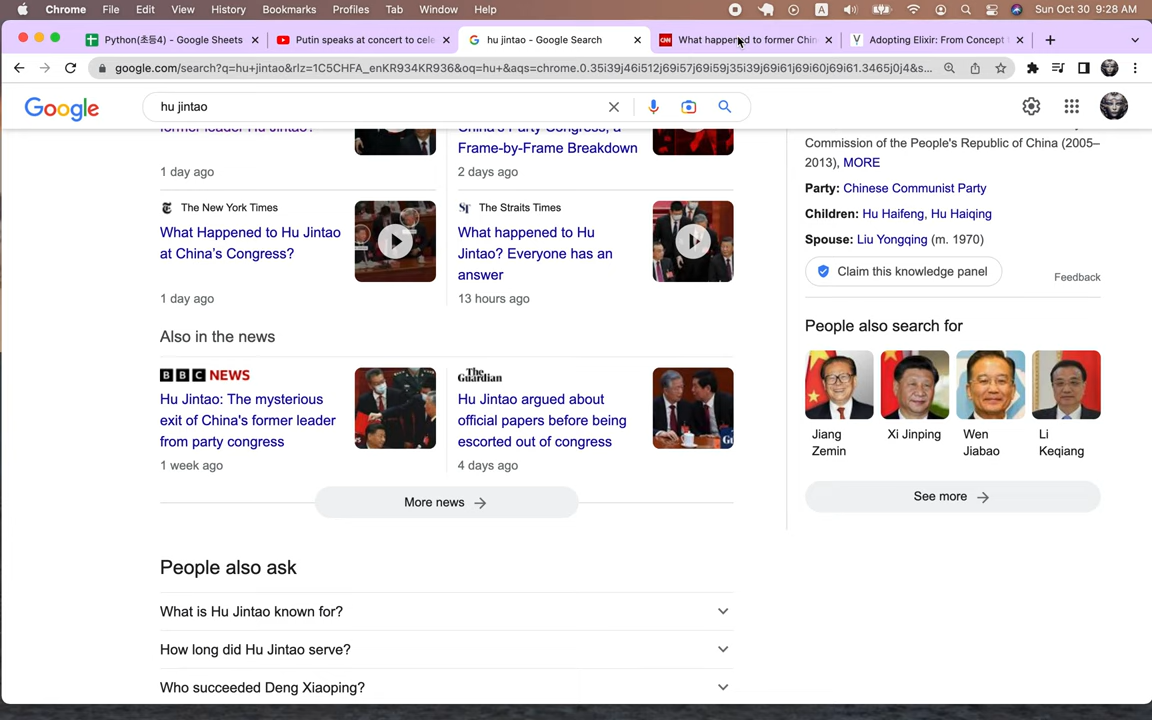 Chrome File Edit View History Bookmarks Profiles Tab Window Help A Sun Oct 30 9:28 AM
Python(초등4) - Google Sheets Putin speaks at concert to cele hu jintao - Google Search CNN What happened to former Chin Adopting Elixir: From Concept
google.com/search?q=hu+jintao&rlz=1C5CHFA_enKR934KR936&oq=hu+&aqs=chrome.0.35i39j46i512j69i57j69i59j35i39j69i61j69i60j69i61.3465j0j4&s...
Google hu jintao
former leader Hu Jintao?
1 day ago
China's Party Congress, a
Frame-by-Frame Breakdown
2 days ago
The New York Times
What Happened to Hu Jintao
at China's Congress?
1 day ago
The Straits Times
What happened to Hu
Jintao? Everyone has an
answer
13 hours ago
Also in the news
BBC NEWS
Hu Jintao: The mysterious
exit of China's former leader
from party congress
1 week ago
The Guardian
Hu Jintao argued about
official papers before being
escorted out of congress
4 days ago
More news
People also ask
What is Hu Jintao known for?
How long did Hu Jintao serve?
Who succeeded Deng Xiaoping?
Commission of the People's Republic of China (2005–
2013), MORE
Party: Chinese Communist Party
Children: Hu Haifeng, Hu Haiqing
Spouse: Liu Yongqing (m. 1970)
Claim this knowledge panel
Feedback
People also search for
Jiang
Zemin
Xi Jinping
Wen
Jiabao
Li
Keqiang
See more